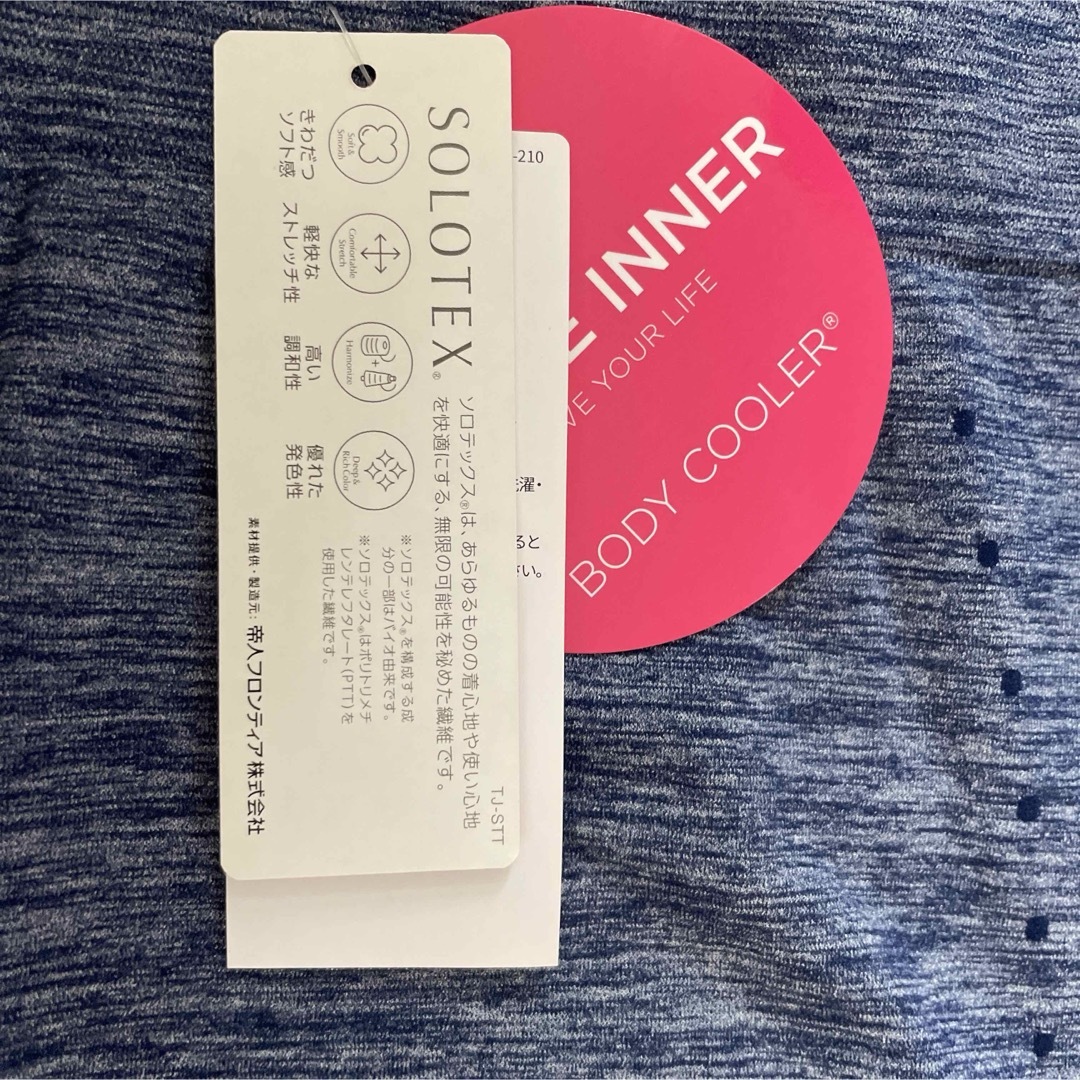 SOLOTEX®
Soft &
Smooth
きわだつ
ソフト感
Comfortable
Stretch
軽快な
ストレッチ性
Harmonize
高い
調和性
Deep &
Rich Color
優れた
発色性
ソロテックス®は、あらゆるものの着心地や使い心地
を快適にする、無限の可能性を秘めた繊維です。
※ソロテックス®を構成する成
分の一部はバイオ由来です。
※ソロテックス®はポリトリメチ
レンテレフタレート(PTT)を
使用した繊維です。
素材提供・製造元: 帝人フロンティア株式会社
TJ-STT
-210
濯・
ると
さい。
E INNER
VE YOUR LIFE
BODY COOLER®